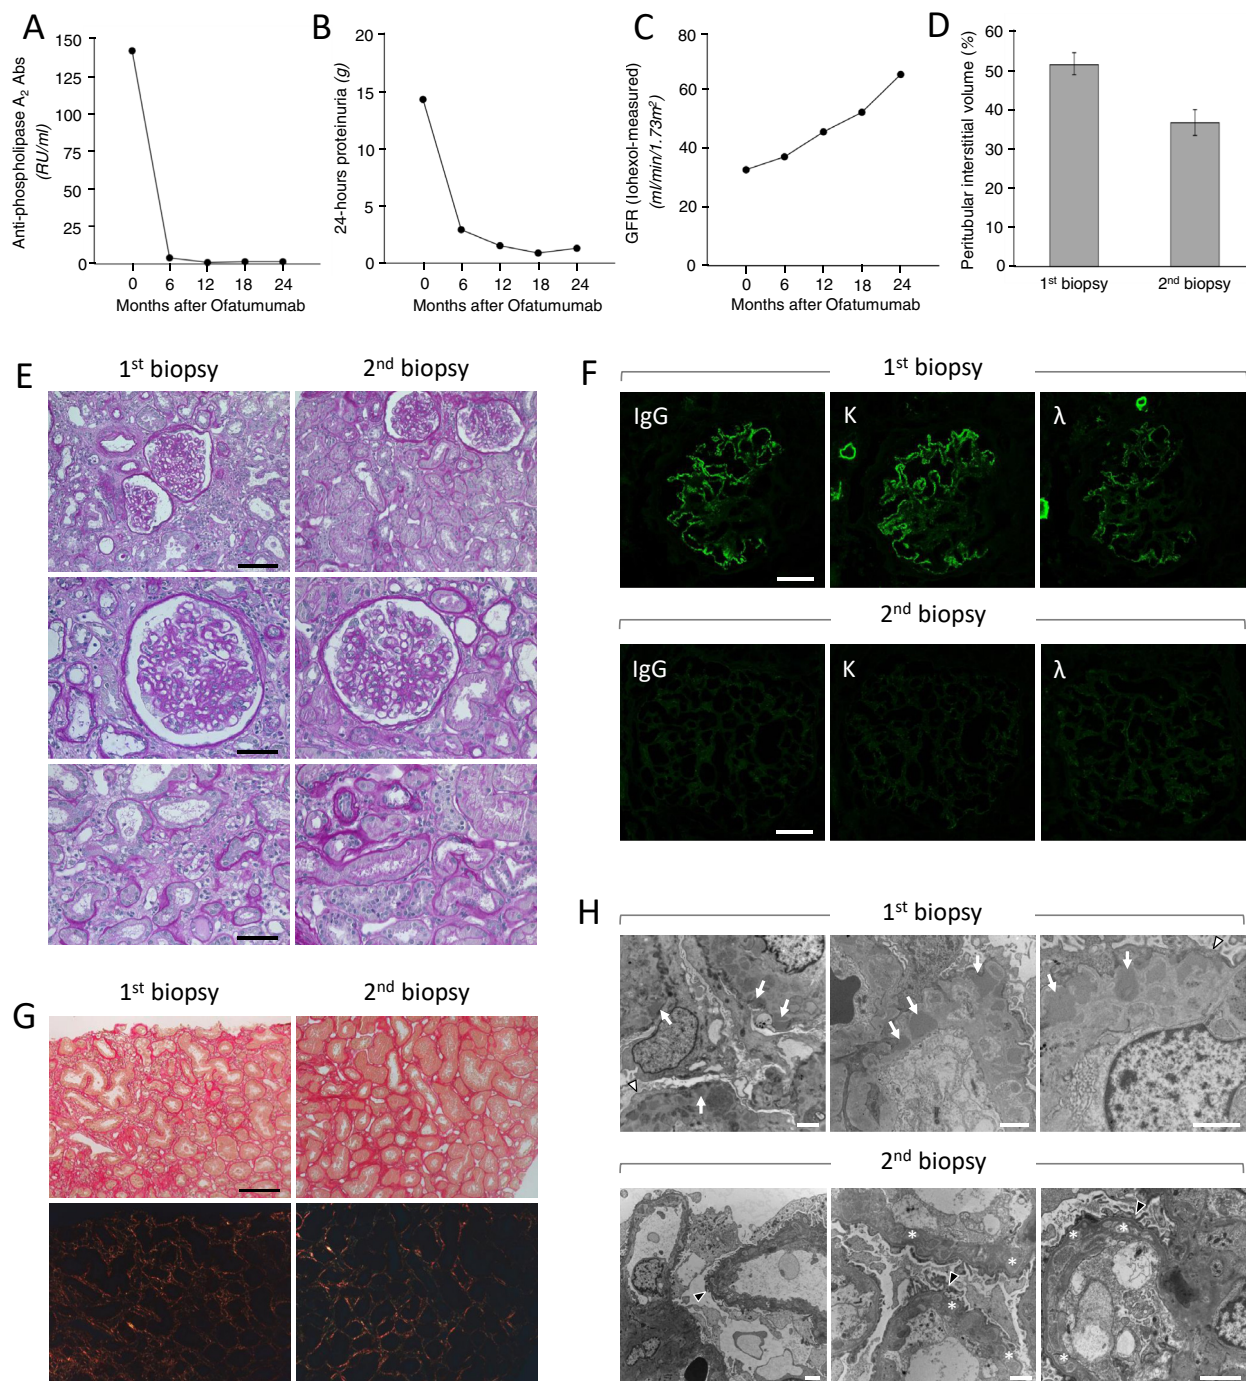 A
Anti-phospholipase A2 Abs
(RU/ml)
150
125
100
75
50
25
0
0 6 12 18 24
Months after Ofatumumab
B
24-hours proteinuria (g)
20
15
10
5
0
0 6 12 18 24
Months after Ofatumumab
C
GFR (Iohexol-measured)
(ml/min/1.73m²)
80
60
40
20
0
0 6 12 18 24
Months after Ofatumumab
D
Peritubular interstitial volume (%)
60
50
40
30
20
10
0
1st biopsy 2nd biopsy
E
1st biopsy 2nd biopsy
F
1st biopsy
IgG K λ
2nd biopsy
IgG K λ
G
1st biopsy 2nd biopsy
H
1st biopsy
2nd biopsy
* * * * * * *